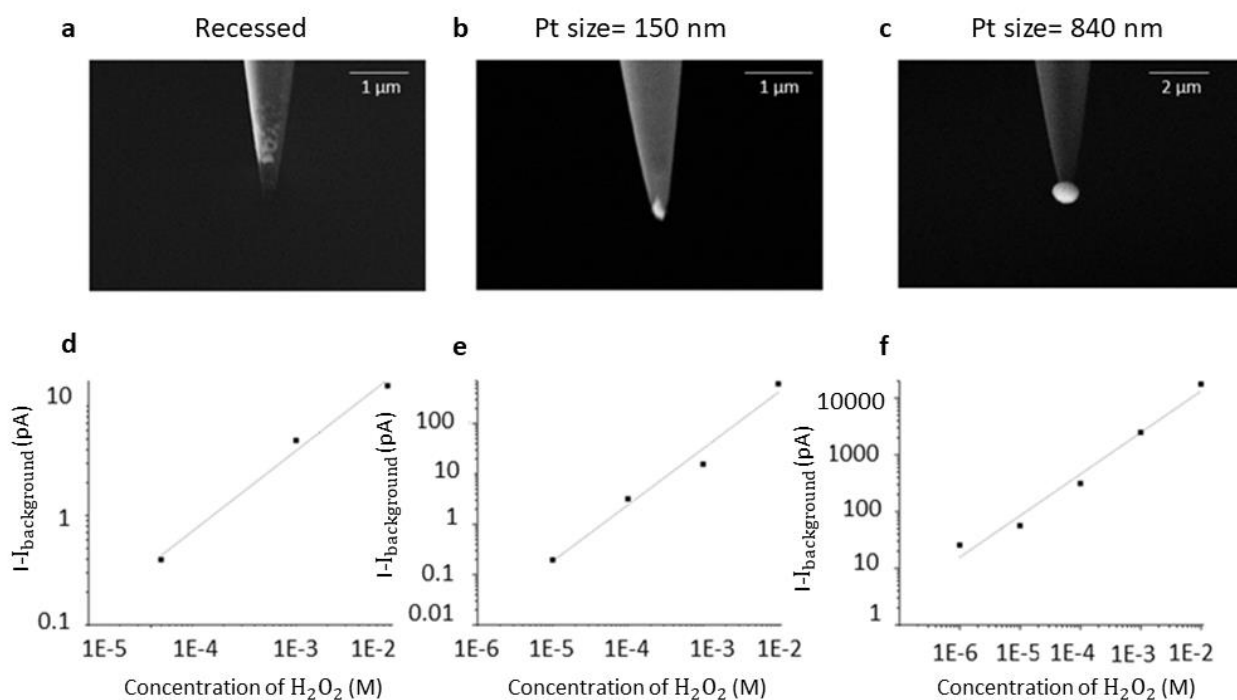 a Recessed
b Pt size= 150 nm
c Pt size= 840 nm
1 µm
1 µm
2 µm
d
e
f
I-Ibackground (pA)
10
1
0.1
1E-5 1E-4 1E-3 1E-2
Concentration of H₂O₂ (M)
I-Ibackground (pA)
100
10
1
0.1
0.01
1E-6 1E-5 1E-4 1E-3 1E-2
Concentration of H₂O₂ (M)
I-Ibackground (pA)
10000
1000
100
10
1
1E-6 1E-5 1E-4 1E-3 1E-2
Concentration of H₂O₂ (M)